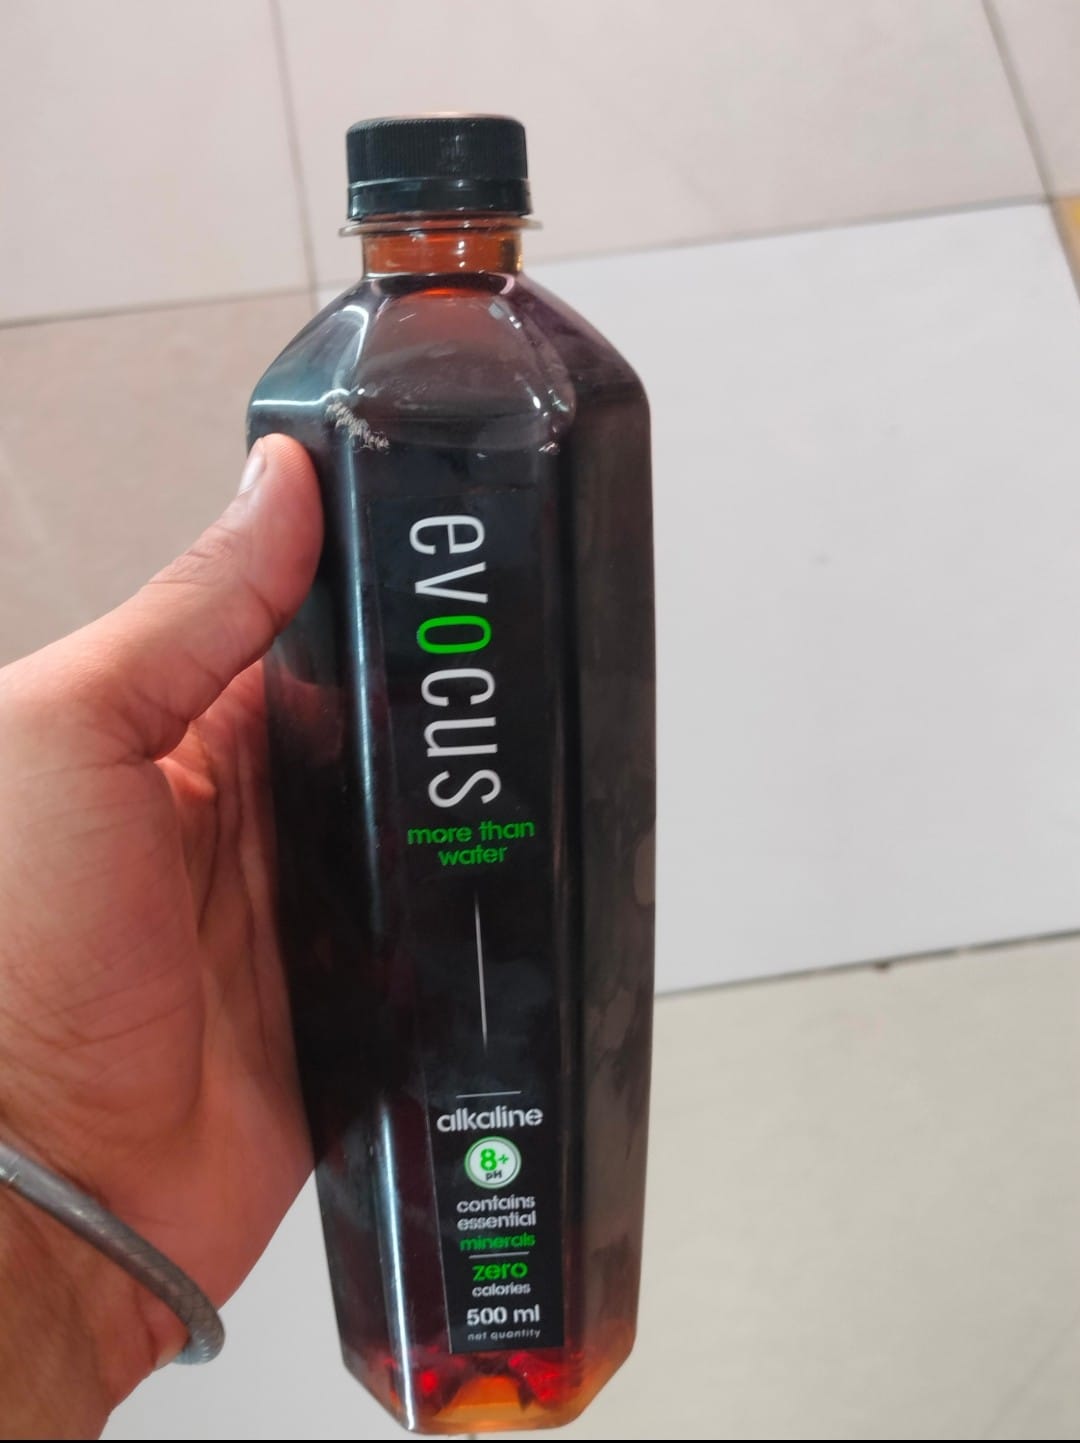 evocus
more than
water
alkaline
8+
pH
contains
essential
minerals
zero
calories
500 ml
net quantity